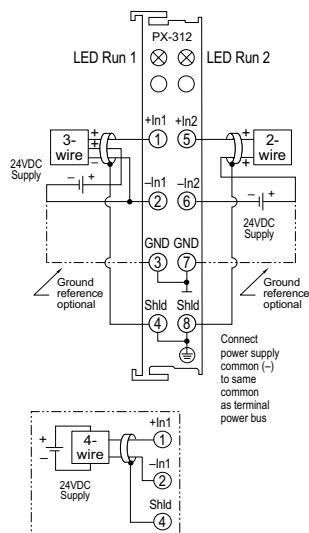 PX-312
LED Run 1
LED Run 2
+In1
+In2
1
5
3-
wire
+
+
–
2-
wire
+
+
24VDC
Supply
– +
–In1
–In2
2
6
– +
24VDC
Supply
GND
GND
3
7
Ground
reference
optional
Ground
reference
optional
Shld
Shld
4
8
Connect
power supply
common (–)
to same
common
as terminal
power bus
+In1
+
–
4-
wire
1
–In1
24VDC
Supply
2
Shld
4